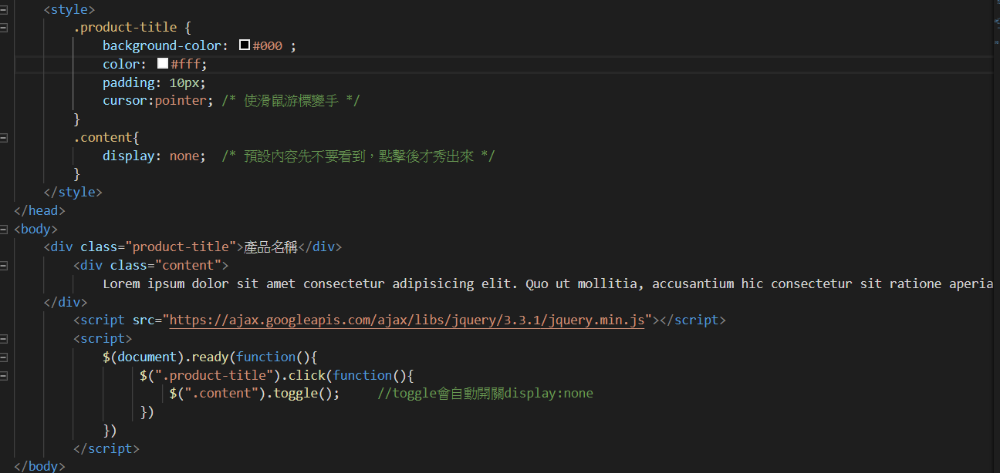 <style>
.product-title {
background-color: #000 ;
color: #fff;
padding: 10px;
cursor:pointer; /* 使滑鼠游標變手 */
}
.content{
display: none; /* 預設內容先不要看到，點擊後才秀出來 */
}
</style>
</head>
<body>
<div class="product-title">產品名稱</div>
<div class="content">
Lorem ipsum dolor sit amet consectetur adipisicing elit. Quo ut mollitia, accusantium hic consectetur sit ratione aperia
</div>
<script src="https://ajax.googleapis.com/ajax/libs/jquery/3.3.1/jquery.min.js"></script>
<script>
$(document).ready(function(){
$(".product-title").click(function(){
$(".content").toggle(); //toggle會自動開關display:none
})
})
</script>
</body>